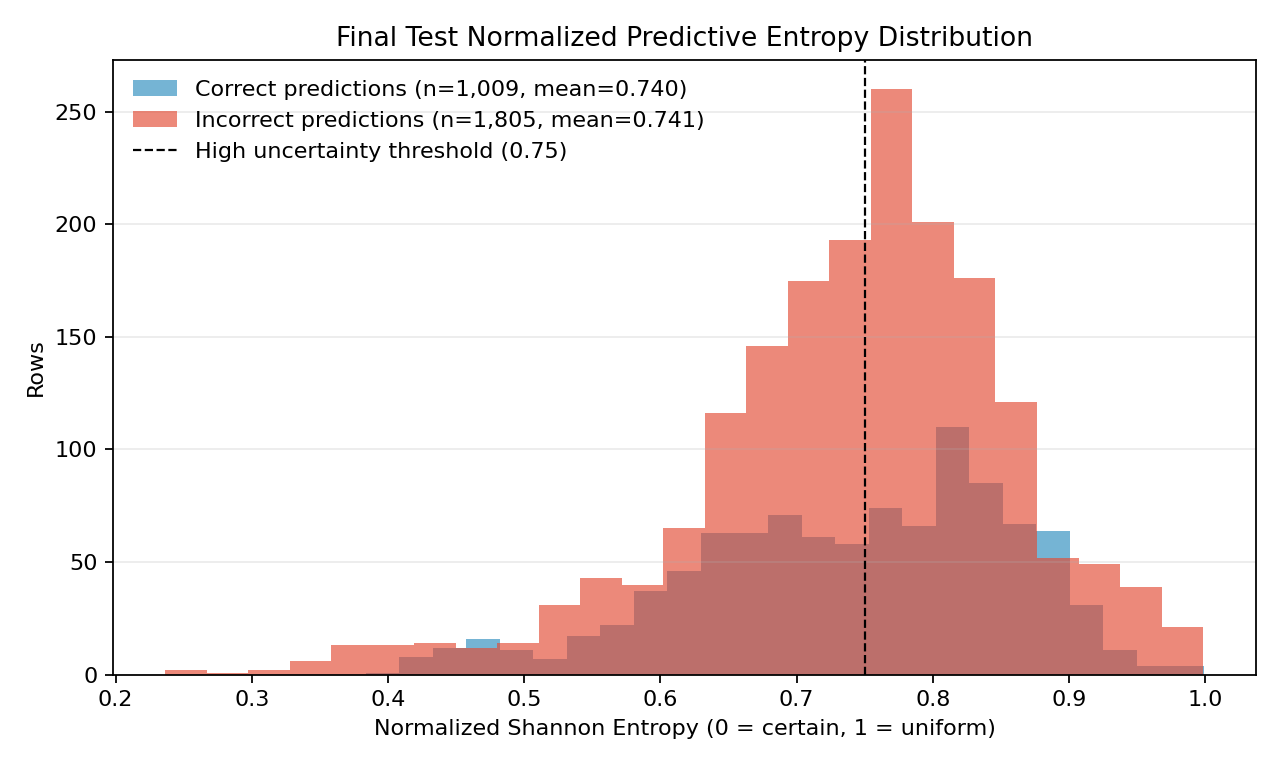 Final Test Normalized Predictive Entropy Distribution
Correct predictions (n=1,009, mean=0.740)
Incorrect predictions (n=1,805, mean=0.741)
High uncertainty threshold (0.75)
250
200
150
100
50
0
Rows
0.2 0.3 0.4 0.5 0.6 0.7 0.8 0.9 1.0
Normalized Shannon Entropy (0 = certain, 1 = uniform)